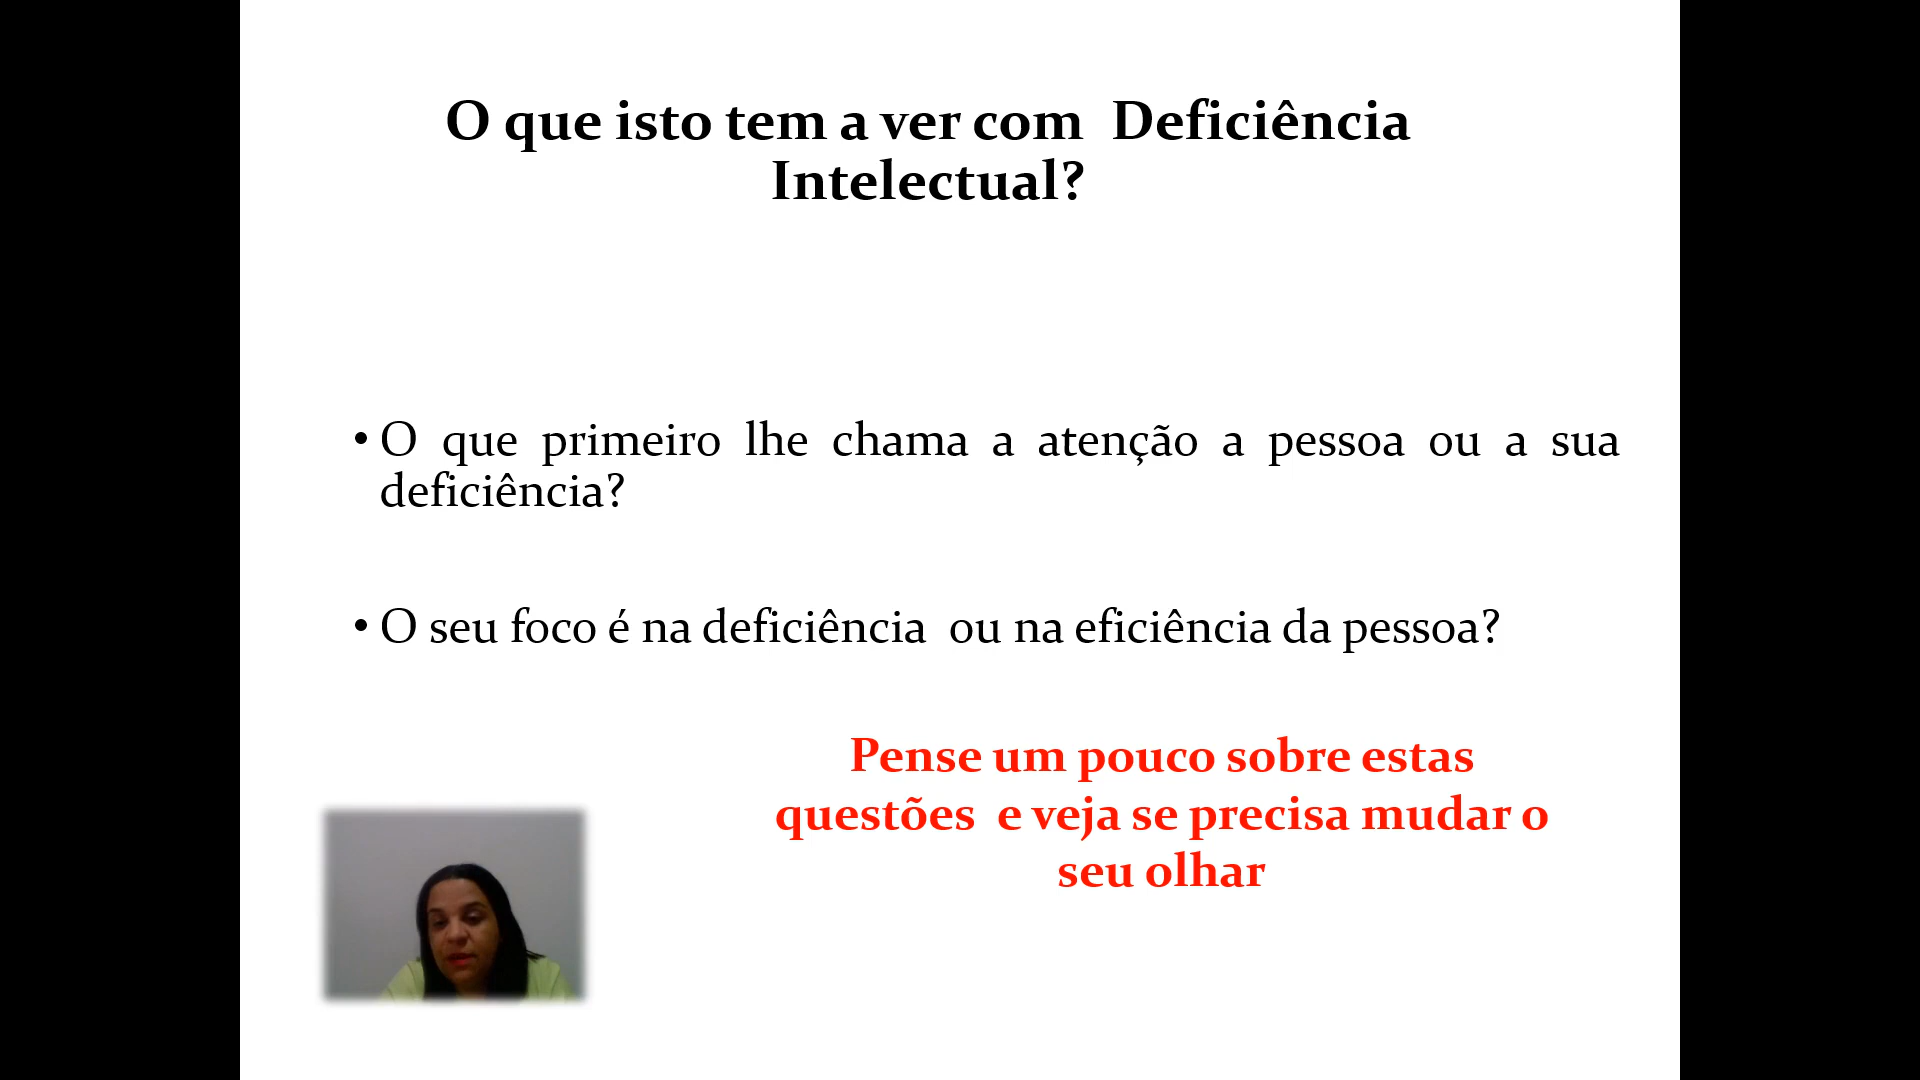 O que isto tem a ver com  Deficiência
Intelectual?
• O que primeiro lhe chama a atenção a pessoa ou a sua
deficiência?
• O seu foco é na deficiência  ou na eficiência da pessoa?
Pense um pouco sobre estas
questões  e veja se precisa mudar o
seu olhar